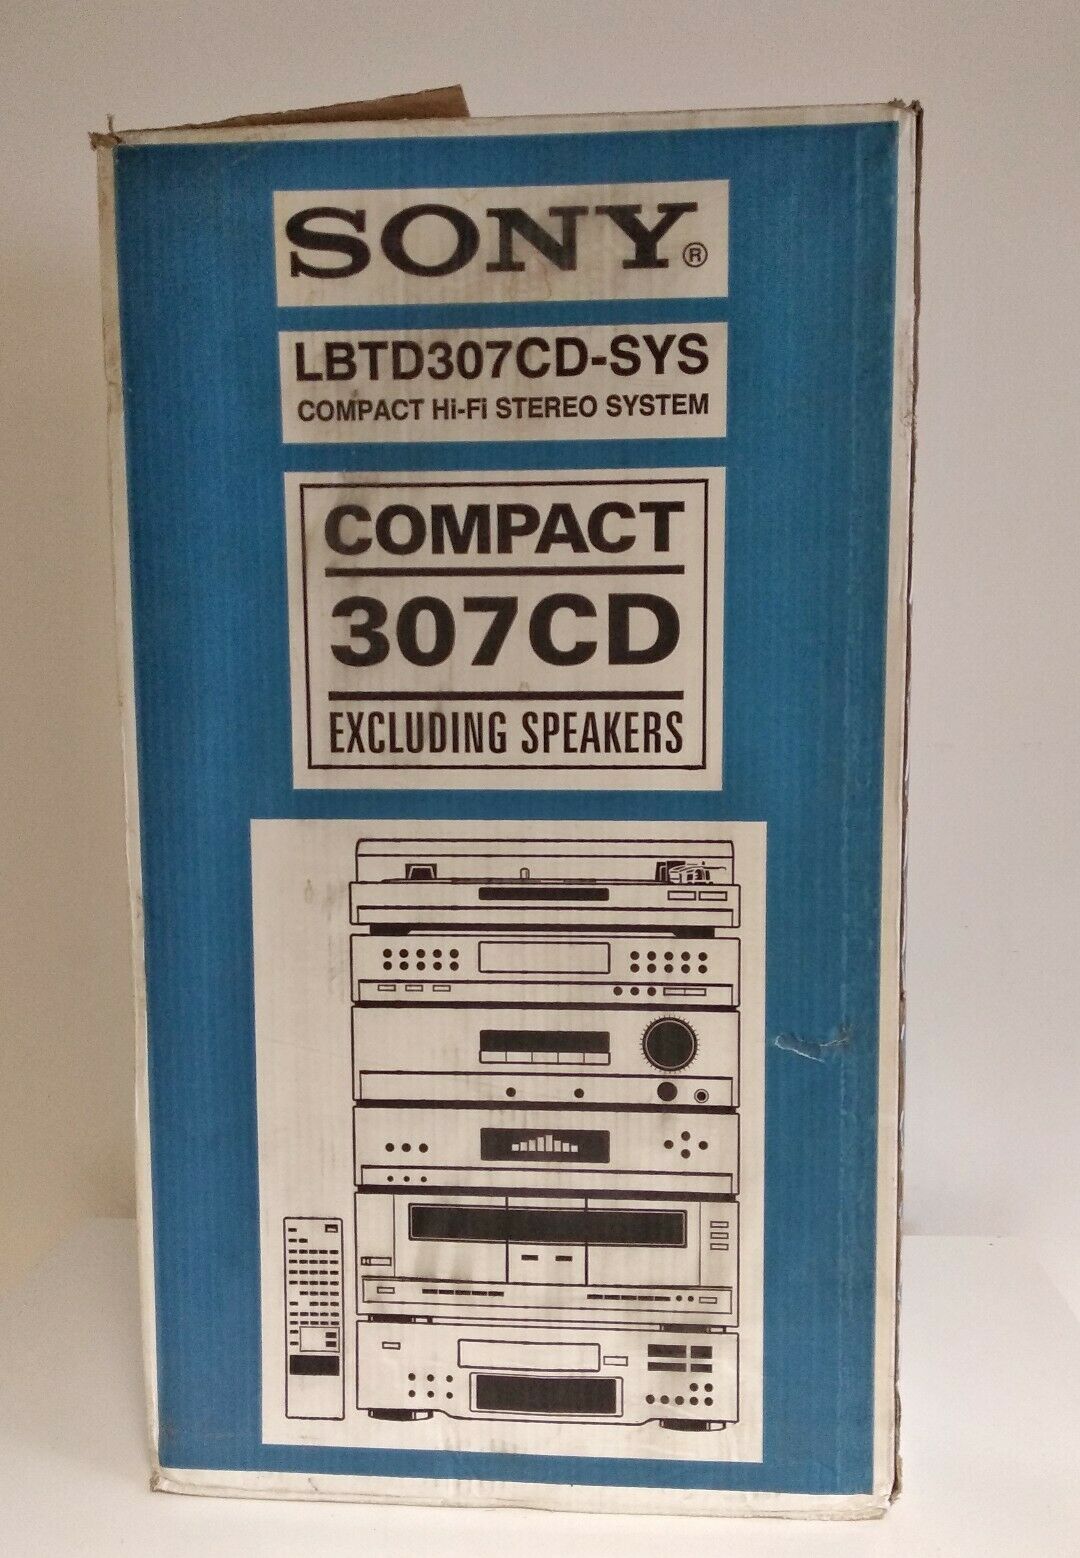 SONY®
LBTD307CD-SYS
COMPACT Hi-Fi STEREO SYSTEM
COMPACT
307CD
EXCLUDING SPEAKERS